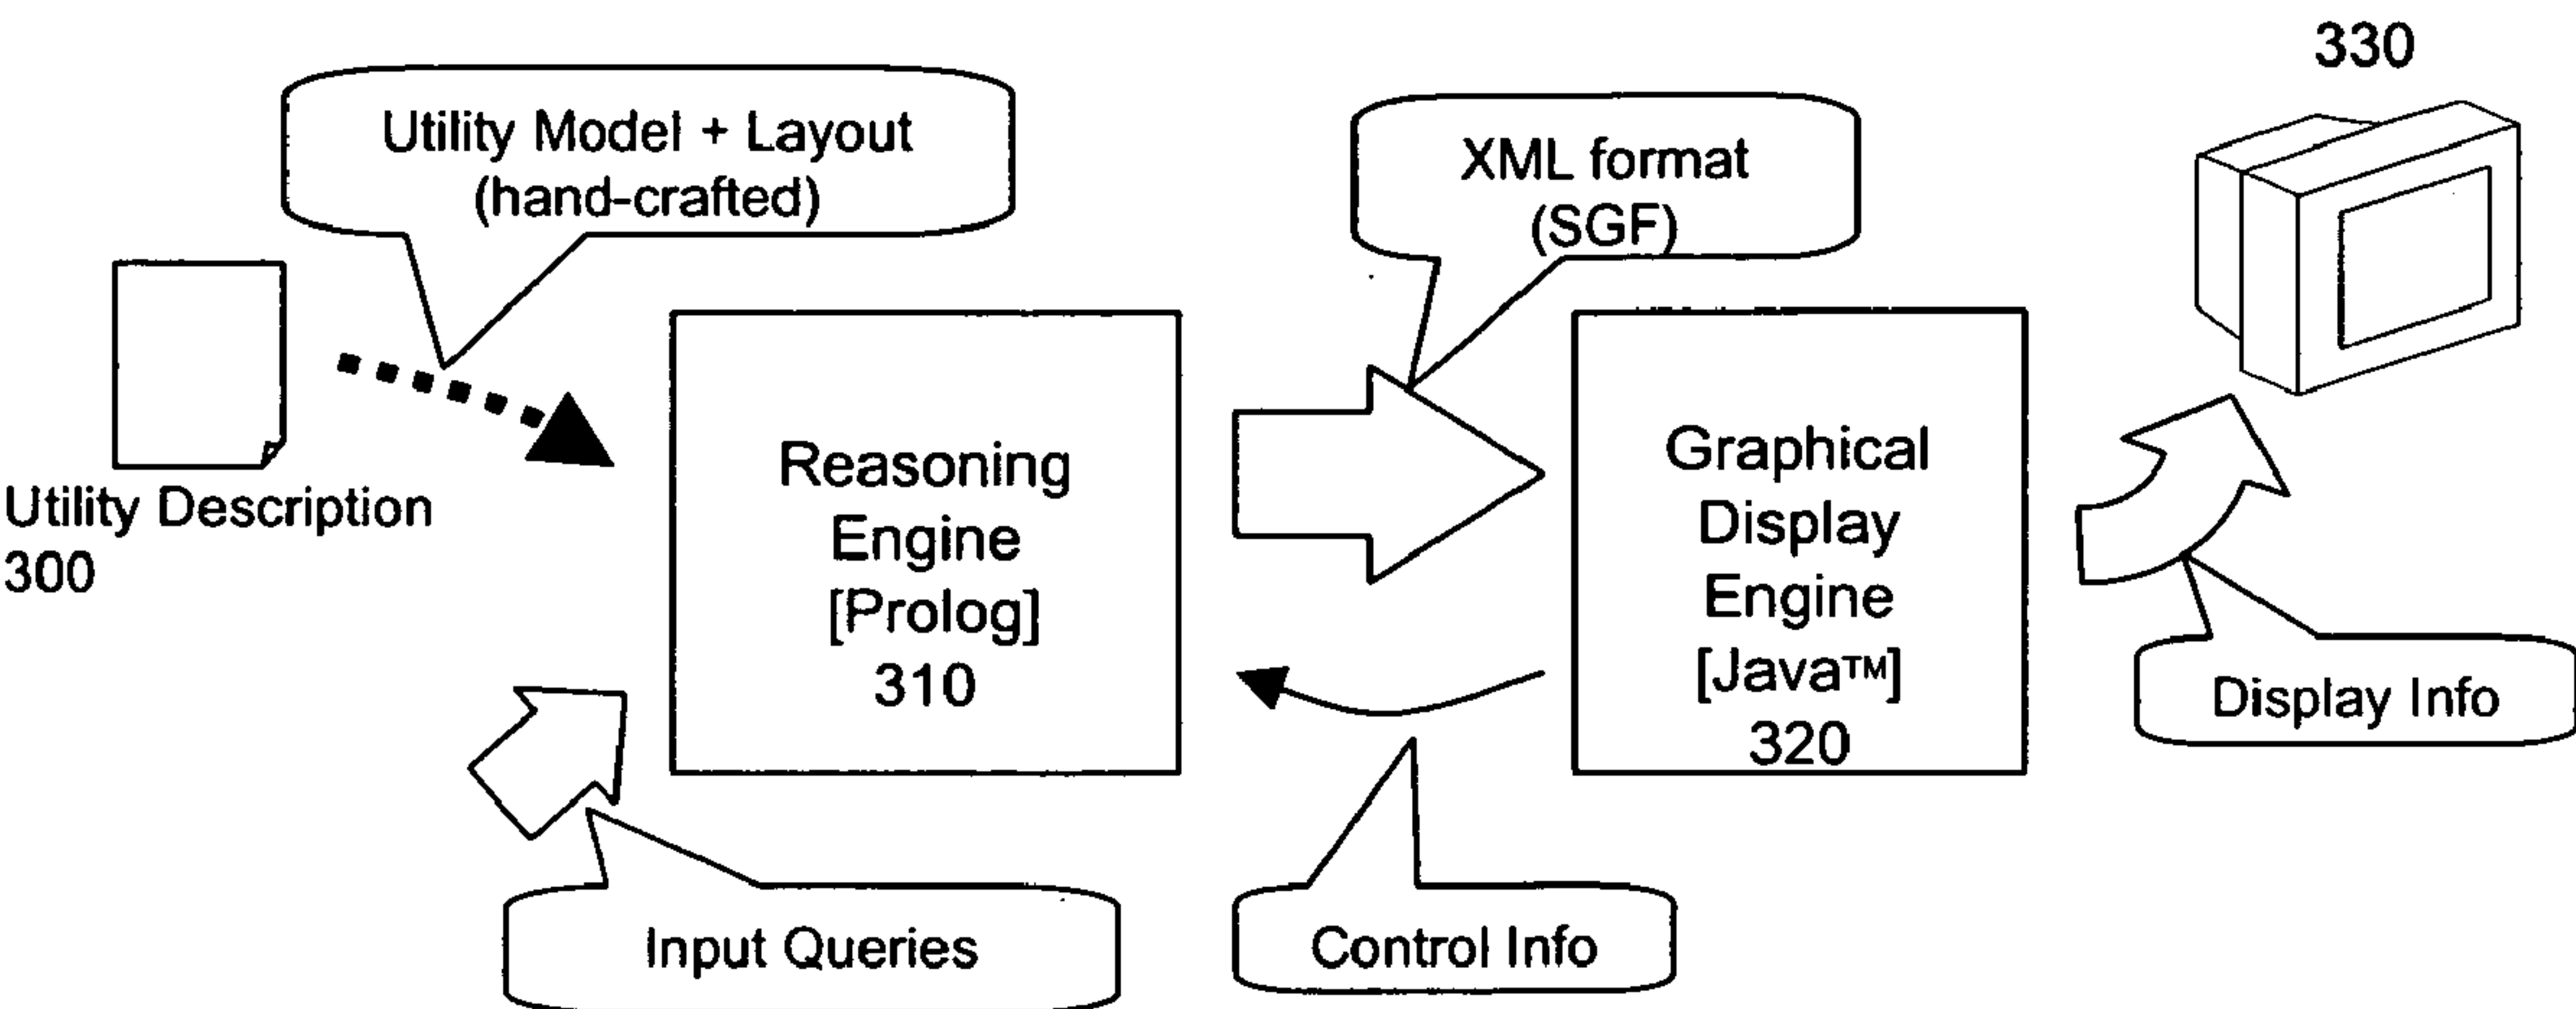 330
Utility Model + Layout
(hand-crafted)
XML format
(SGF)
Utility Description
300
Reasoning
Engine
[Prolog]
310
Graphical
Display
Engine
[Java™]
320
Display Info
Input Queries
Control Info